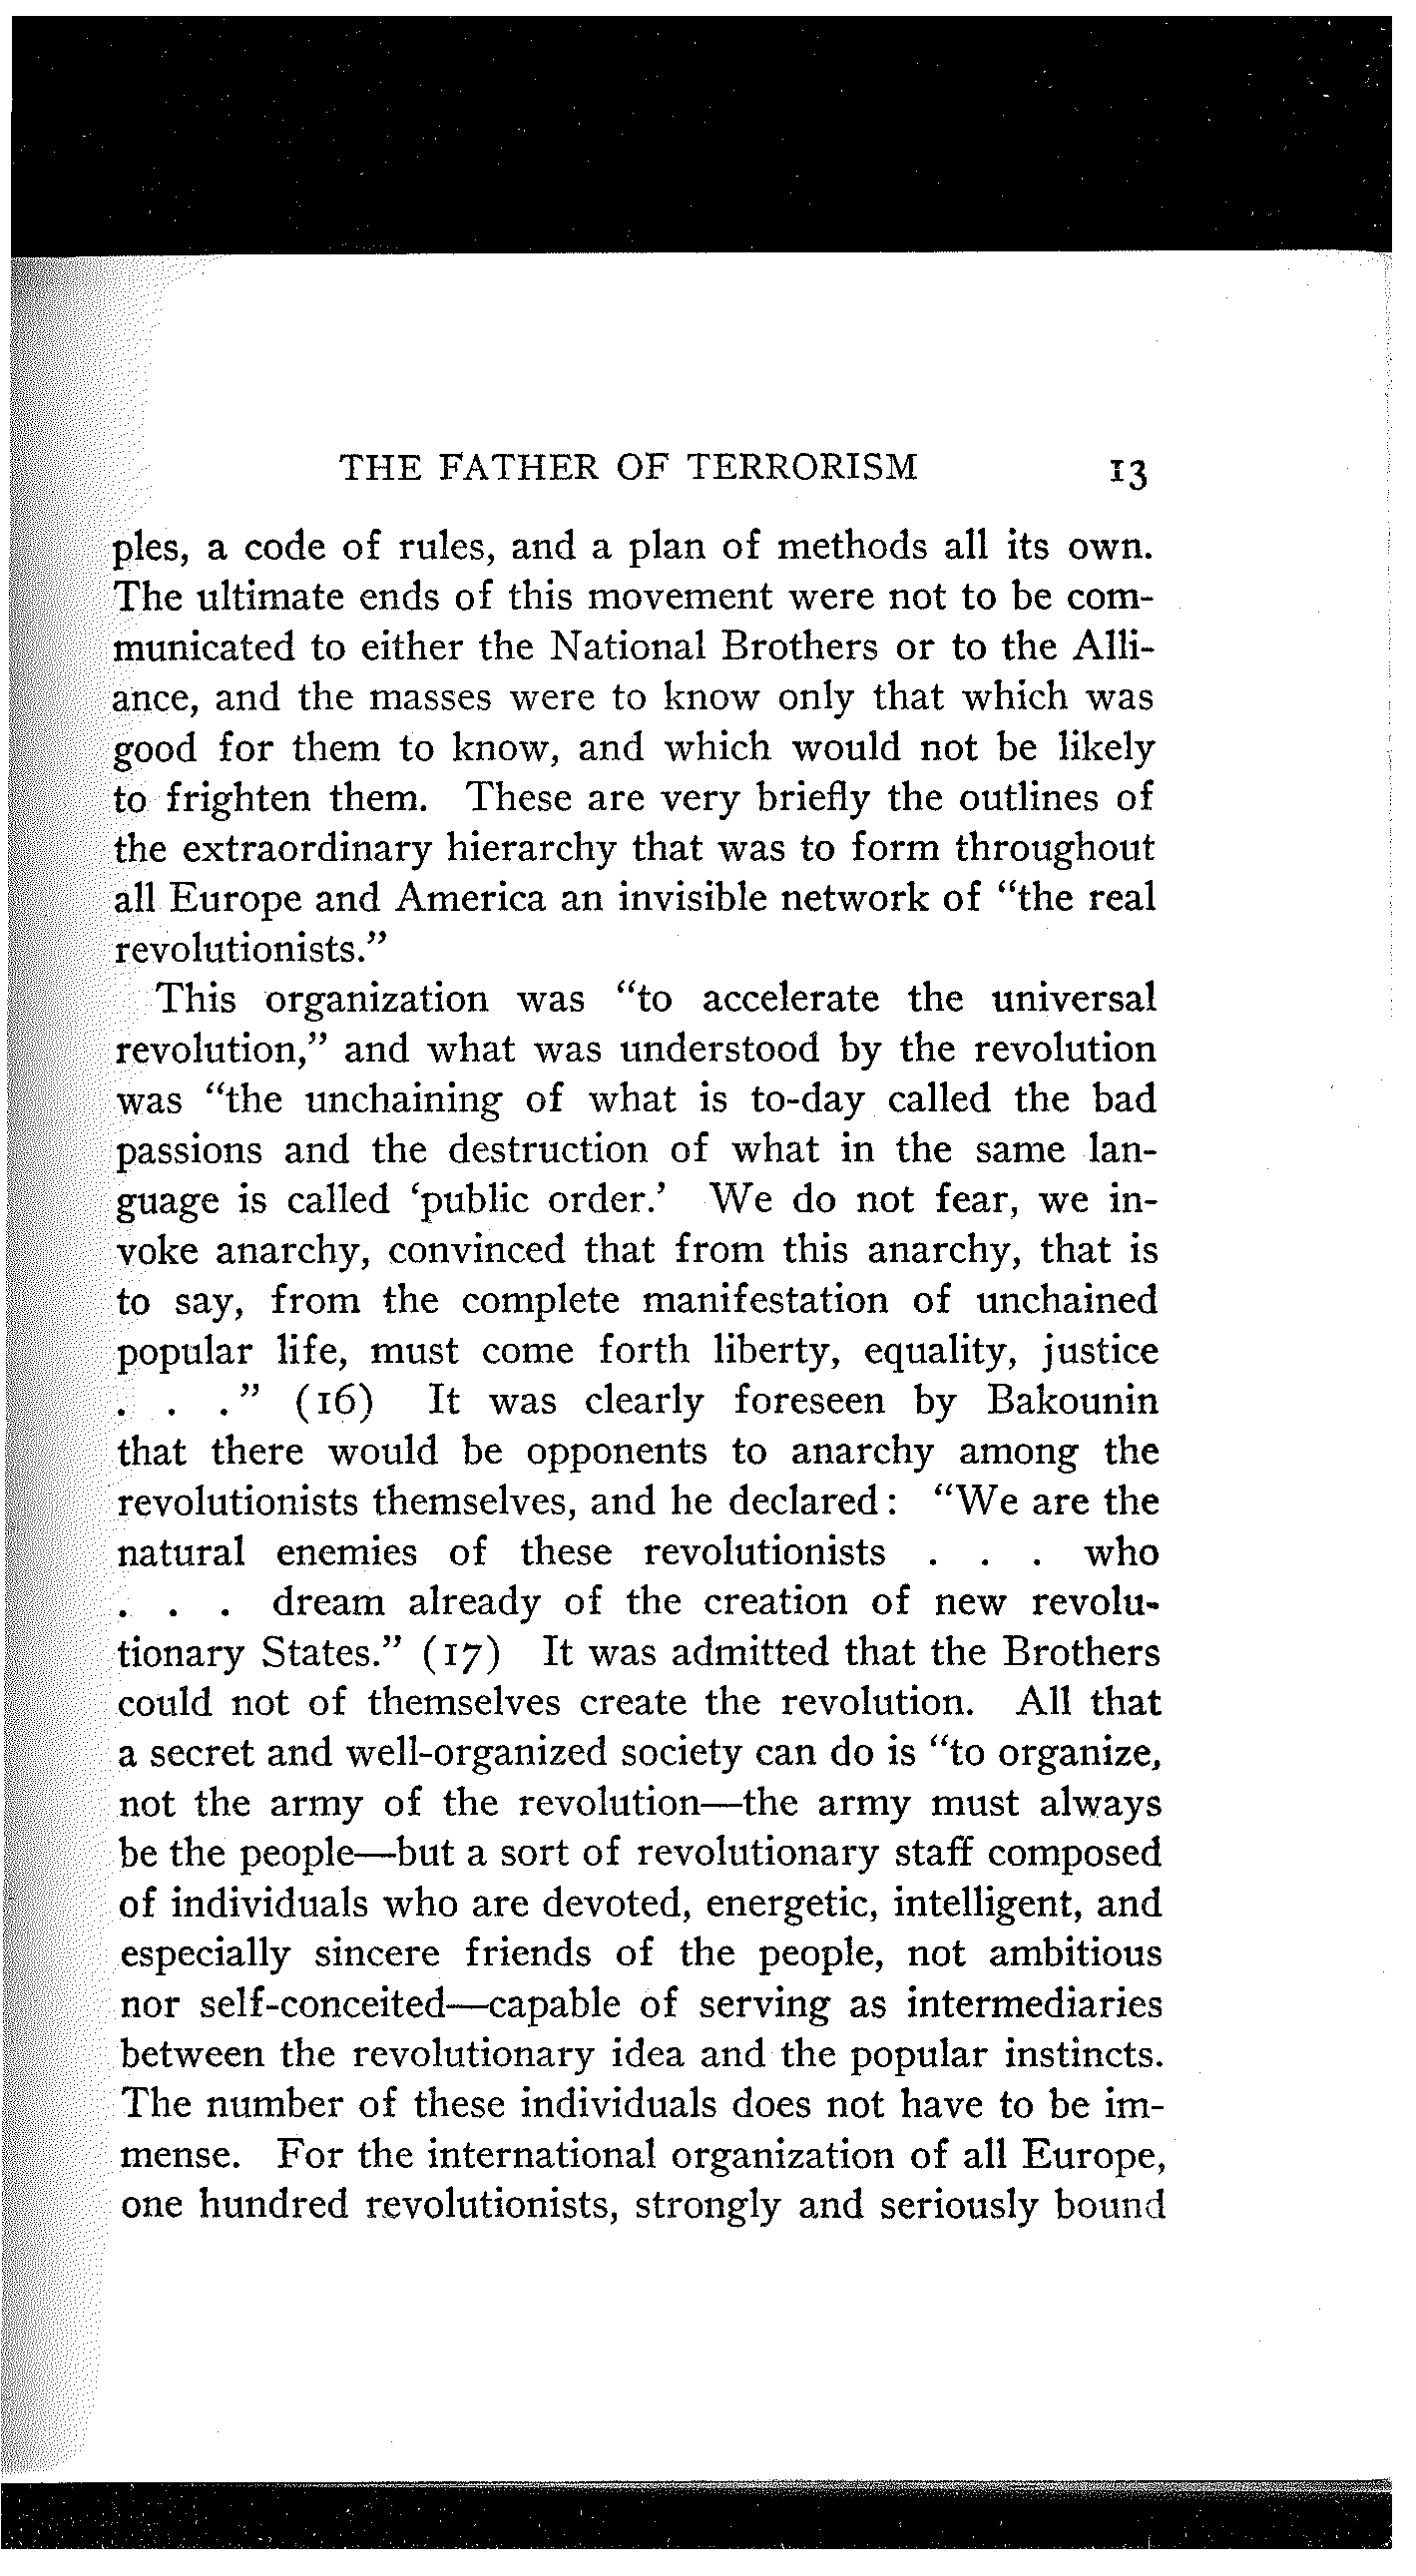 THE FATHER OF TERRORISM 13
ples, a code of rules, and a plan of methods all its own.
The ultimate ends of this movement were not to be com-
municated to either the National Brothers or to the Alli-
ance, and the masses were to know only that which was
good for them to know, and which would not be likely
to frighten them. These are very briefly the outlines of
the extraordinary hierarchy that was to form throughout
all Europe and America an invisible network of “the real
revolutionists.”
This organization was “to accelerate the universal
revolution,” and what was understood by the revolution
was “the unchaining of what is to-day called the bad
passions and the destruction of what in the same lan-
guage is called ‘public order.’ We do not fear, we in-
voke anarchy, convinced that from this anarchy, that is
to say, from the complete manifestation of unchained
popular life, must come forth liberty, equality, justice
. . .” (16) It was clearly foreseen by Bakounin
that there would be opponents to anarchy among the
revolutionists themselves, and he declared: “We are the
natural enemies of these revolutionists . . . who
. . . dream already of the creation of new revolu-
tionary States.” (17) It was admitted that the Brothers
could not of themselves create the revolution. All that
a secret and well-organized society can do is “to organize,
not the army of the revolution—the army must always
be the people—but a sort of revolutionary staff composed
of individuals who are devoted, energetic, intelligent, and
especially sincere friends of the people, not ambitious
nor self-conceited—capable of serving as intermediaries
between the revolutionary idea and the popular instincts.
The number of these individuals does not have to be im-
mense. For the international organization of all Europe,
one hundred revolutionists, strongly and seriously bound